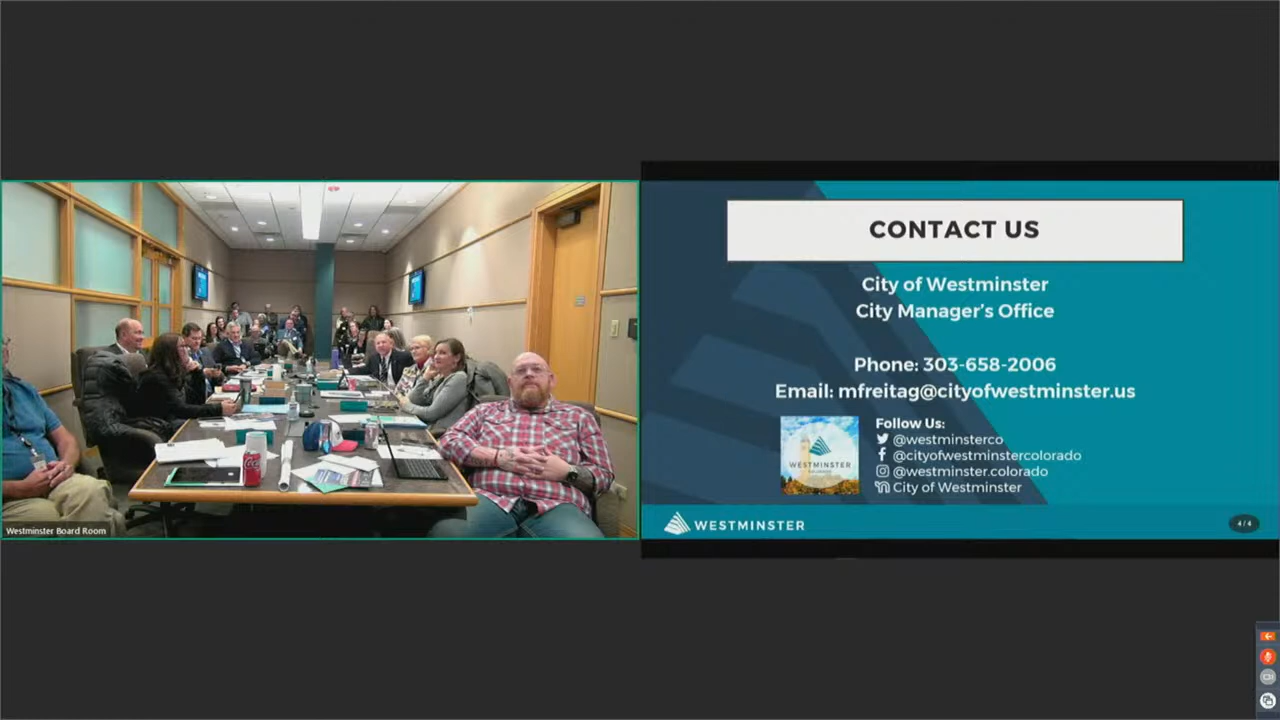 CONTACT US
City of Westminster
City Manager's Office
Phone: 303-658-2006
Email: mfreitag@cityofwestminster.us
Follow Us:
@westminsterco
@cityofwestminstercolorado
@westminster.colorado
City of Westminster
WESTMINSTER
WESTMINSTER
4 / 4
Westminster Board Room